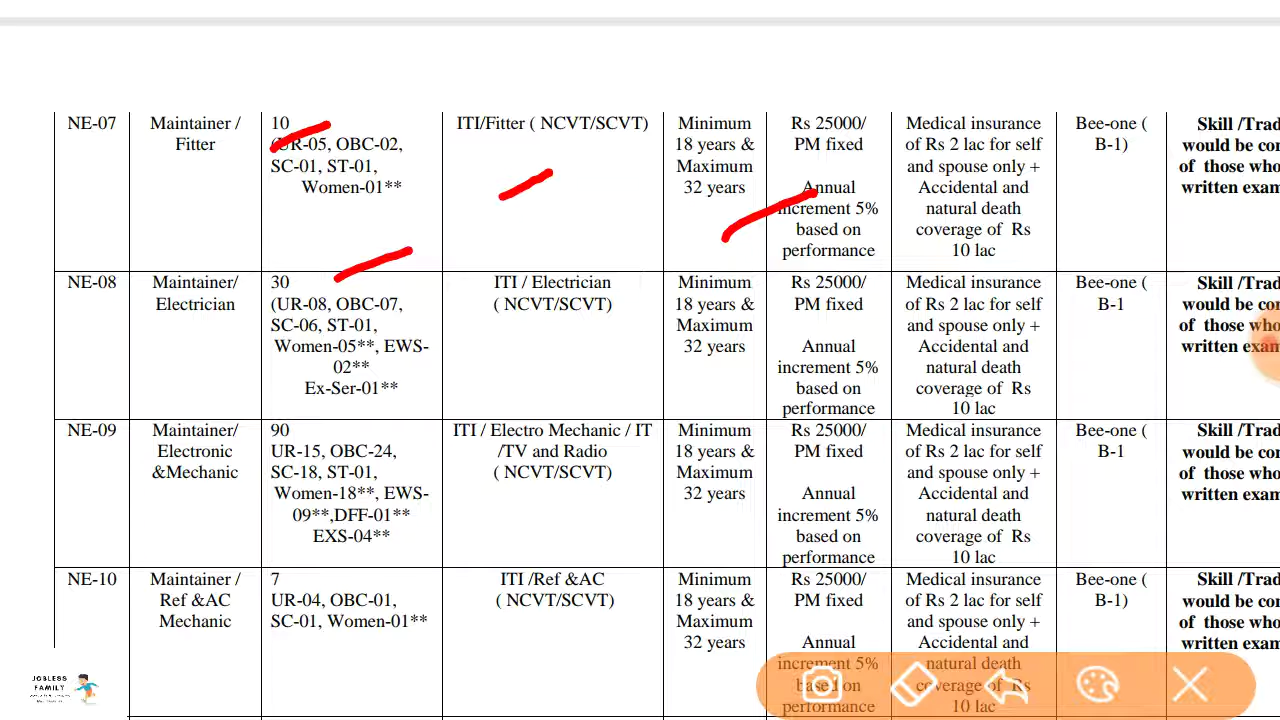 NE-07
Maintainer /
Fitter
10
(UR-05, OBC-02,
SC-01, ST-01,
Women-01**
ITI/Fitter ( NCVT/SCVT)
Minimum
18 years &
Maximum
32 years
Rs 25000/
PM fixed
Annual
increment 5%
based on
performance
Medical insurance
of Rs 2 lac for self
and spouse only +
Accidental and
natural death
coverage of Rs
10 lac
Bee-one (
B-1)
Skill /Trad
would be con
of those who
written exam
NE-08
Maintainer/
Electrician
30
(UR-08, OBC-07,
SC-06, ST-01,
Women-05**, EWS-
02**
Ex-Ser-01**
ITI / Electrician
( NCVT/SCVT)
Minimum
18 years &
Maximum
32 years
Rs 25000/
PM fixed
Annual
increment 5%
based on
performance
Medical insurance
of Rs 2 lac for self
and spouse only +
Accidental and
natural death
coverage of Rs
10 lac
Bee-one (
B-1
Skill /Trad
would be con
of those who
written exam
NE-09
Maintainer/
Electronic
&Mechanic
90
UR-15, OBC-24,
SC-18, ST-01,
Women-18**, EWS-
09**,DFF-01**
EXS-04**
ITI / Electro Mechanic / IT
/TV and Radio
( NCVT/SCVT)
Minimum
18 years &
Maximum
32 years
Rs 25000/
PM fixed
Annual
increment 5%
based on
performance
Medical insurance
of Rs 2 lac for self
and spouse only +
Accidental and
natural death
coverage of Rs
10 lac
Bee-one (
B-1
Skill /Trad
would be con
of those who
written exam
NE-10
Maintainer /
Ref &AC
Mechanic
7
UR-04, OBC-01,
SC-01, Women-01**
ITI /Ref &AC
( NCVT/SCVT)
Minimum
18 years &
Maximum
32 years
Rs 25000/
PM fixed
Annual
increment 5%
based on
performance
Medical insurance
of Rs 2 lac for self
and spouse only +
Accidental and
natural death
coverage of Rs
10 lac
Bee-one (
B-1)
Skill /Trad
would be con
of those who
written exam
JOBLESS
FAMILY